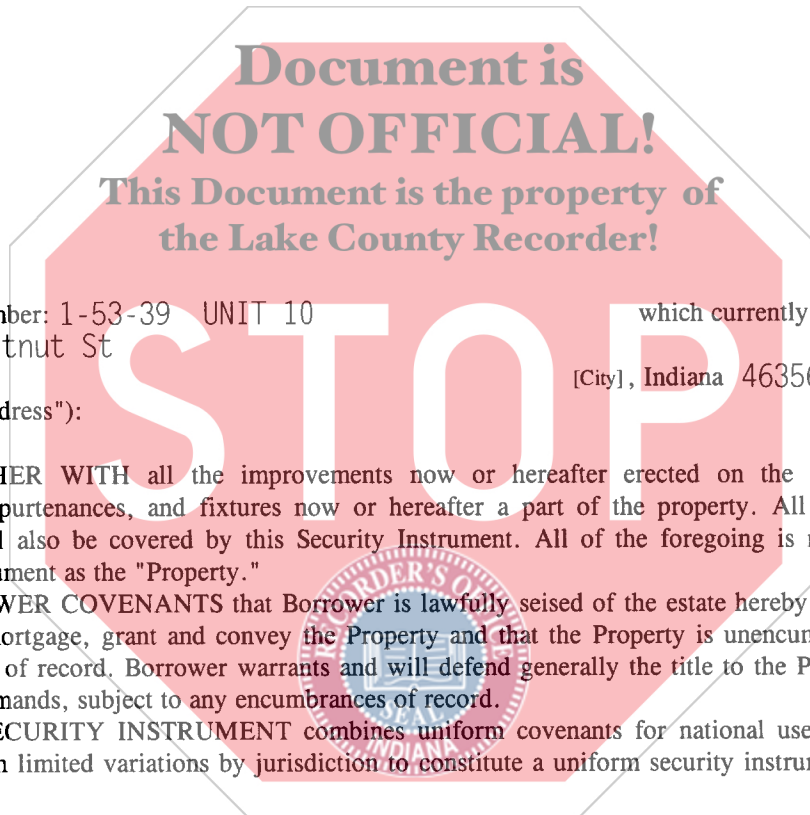 Document is
NOT OFFICIAL!
This Document is the property of
the Lake County Recorder!
nber: 1-53-39 UNIT 10 which currently
tnut St
[City], Indiana 46356
dress"):
HER WITH all the improvements now or hereafter erected on the
purtenances, and fixtures now or hereafter a part of the property. All
l also be covered by this Security Instrument. All of the foregoing is r
ument as the "Property."
WER COVENANTS that Borrower is lawfully seised of the estate hereby
ortgage, grant and convey the Property and that the Property is unencun
of record. Borrower warrants and will defend generally the title to the P
mands, subject to any encumbrances of record.
ECURITY INSTRUMENT combines uniform covenants for national use
n limited variations by jurisdiction to constitute a uniform security instrum
STOP
RECORDER'S OFFICE
SEAL
INDIANA